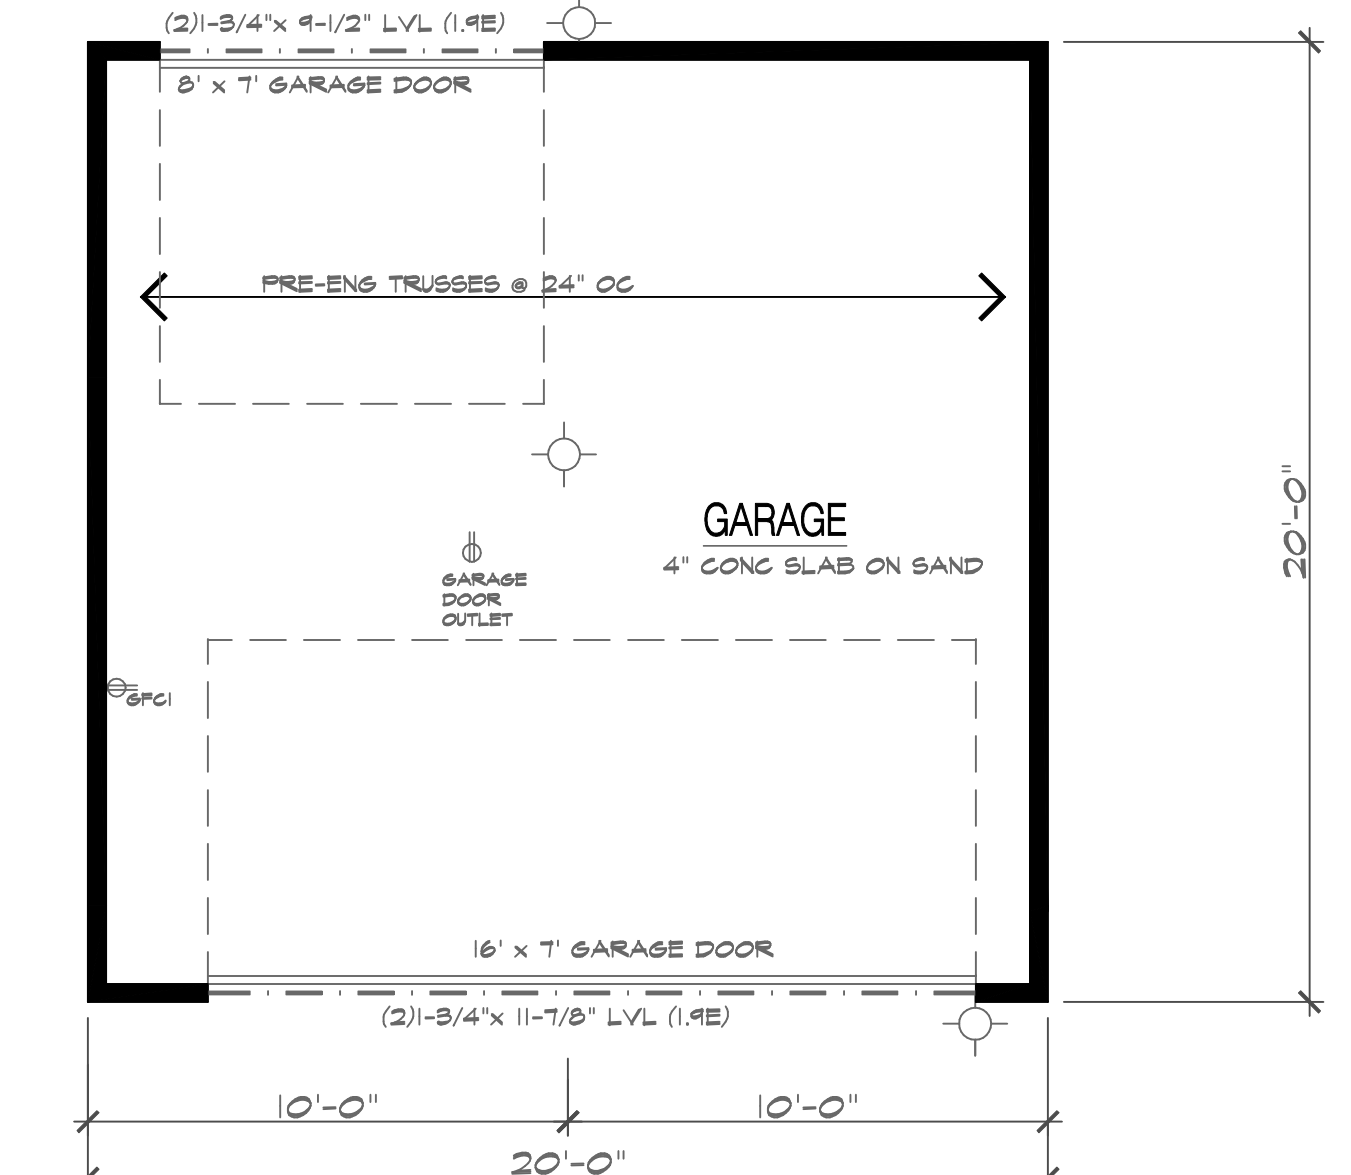 (2)1-3/4"x 9-1/2" LVL (1.9E)
8' x 7' GARAGE DOOR
PRE-ENG TRUSSES @ 24" OC
GARAGE
4" CONC SLAB ON SAND
20'-0"
GARAGE
DOOR
OUTLET
GFCI
16' x 7' GARAGE DOOR
(2)1-3/4"x 11-7/8" LVL (1.9E)
10'-0" 10'-0"
20'-0"